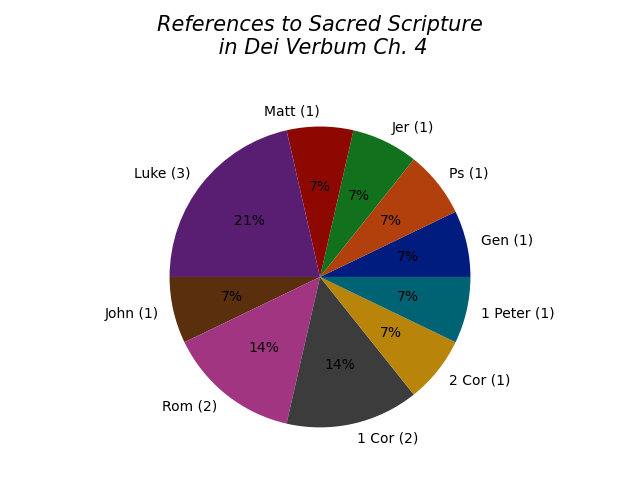 References to Sacred Scripture
in Dei Verbum Ch. 4
Matt (1)
Jer (1)
Luke (3)
Ps (1)
7%
7%
21%
7%
Gen (1)
7%
John (1)
7%
7%
1 Peter (1)
14%
14%
7%
2 Cor (1)
Rom (2)
1 Cor (2)